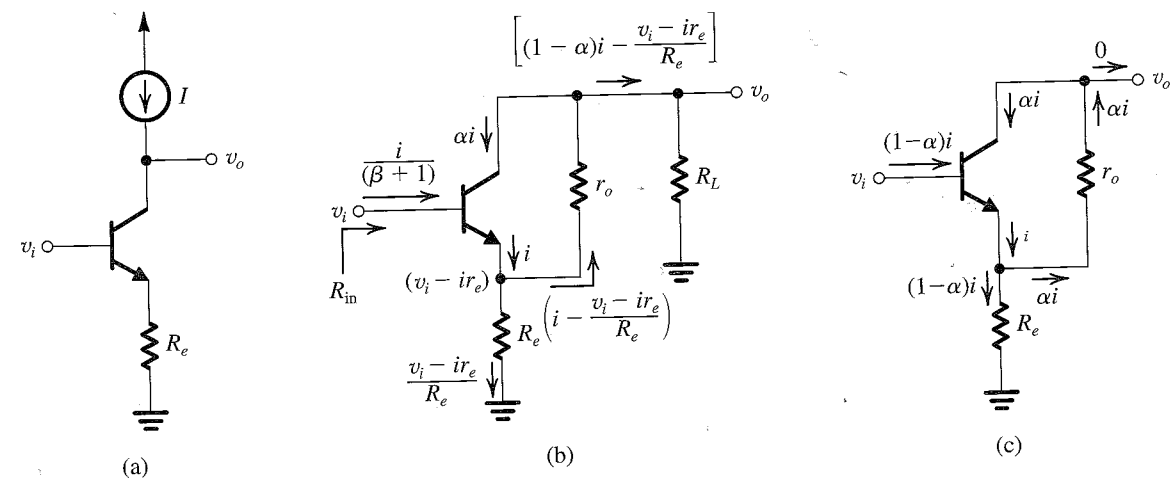 I
v_o
v_i
R_e
(a)
[(1 − α)i − (v_i − ir_e)/R_e]
v_o
αi
i/(β + 1)
r_o
R_L
v_i
i
R_in
(v_i − ir_e)
R_e
(i − (v_i − ir_e)/R_e)
(v_i − ir_e)/R_e
(b)
0
v_o
αi
αi
(1−α)i
v_i
r_o
i
(1−α)i
αi
R_e
(c)